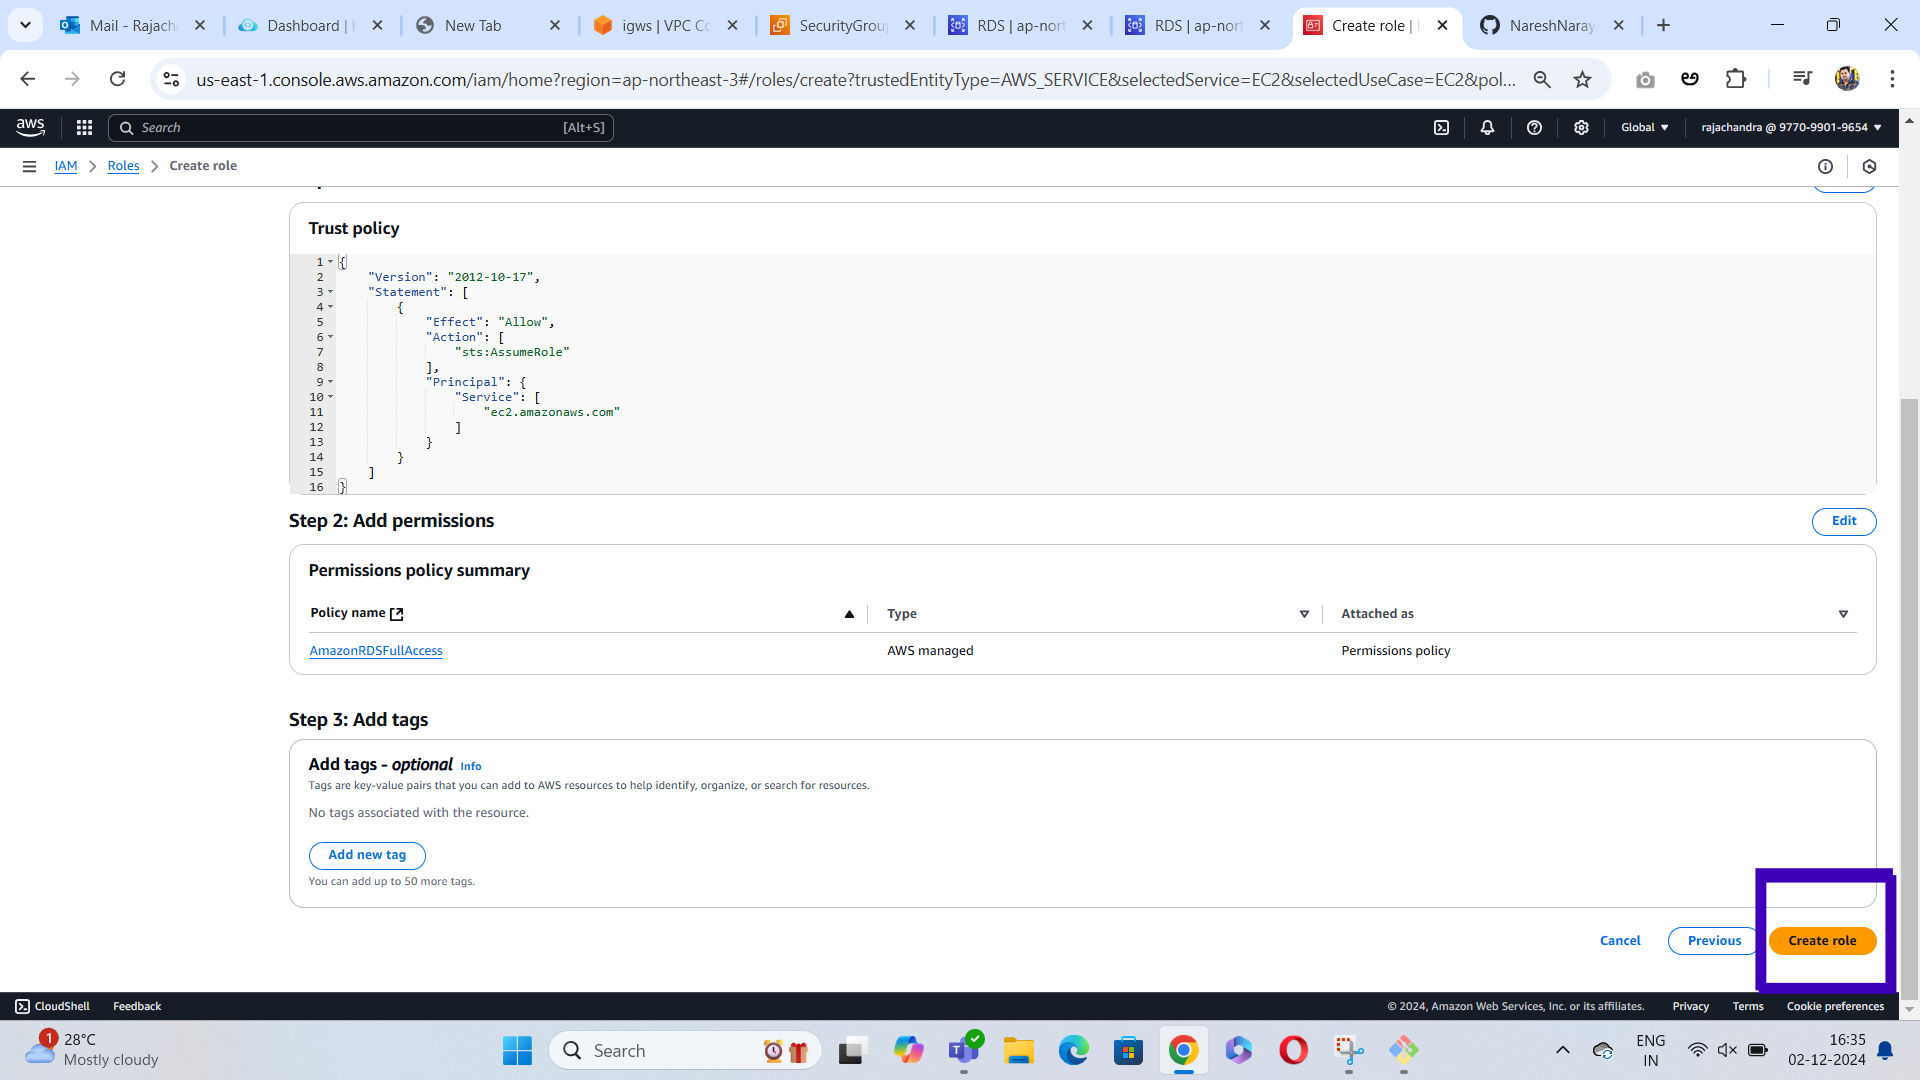 Mail - Rajacha
Dashboard | H
New Tab
igws | VPC Co
SecurityGroup
RDS | ap-nort
RDS | ap-nort
Create role |
NareshNaray
us-east-1.console.aws.amazon.com/iam/home?region=ap-northeast-3#/roles/create?trustedEntityType=AWS_SERVICE&selectedService=EC2&selectedUseCase=EC2&pol...
aws
Search
[Alt+S]
Global
rajachandra @ 9770-9901-9654
IAM
Roles
Create role
Trust policy
1 {
2 "Version": "2012-10-17",
3 "Statement": [
4 {
5 "Effect": "Allow",
6 "Action": [
7 "sts:AssumeRole"
8 ],
9 "Principal": {
10 "Service": [
11 "ec2.amazonaws.com"
12 ]
13 }
14 }
15 ]
16 }
Step 2: Add permissions
Edit
Permissions policy summary
Policy name
Type
Attached as
AmazonRDSFullAccess
AWS managed
Permissions policy
Step 3: Add tags
Add tags - optional Info
Tags are key-value pairs that you can add to AWS resources to help identify, organize, or search for resources.
No tags associated with the resource.
Add new tag
You can add up to 50 more tags.
Cancel
Previous
Create role
CloudShell
Feedback
© 2024, Amazon Web Services, Inc. or its affiliates.
Privacy
Terms
Cookie preferences
1
28°C
Mostly cloudy
Search
ENG
IN
16:35
02-12-2024